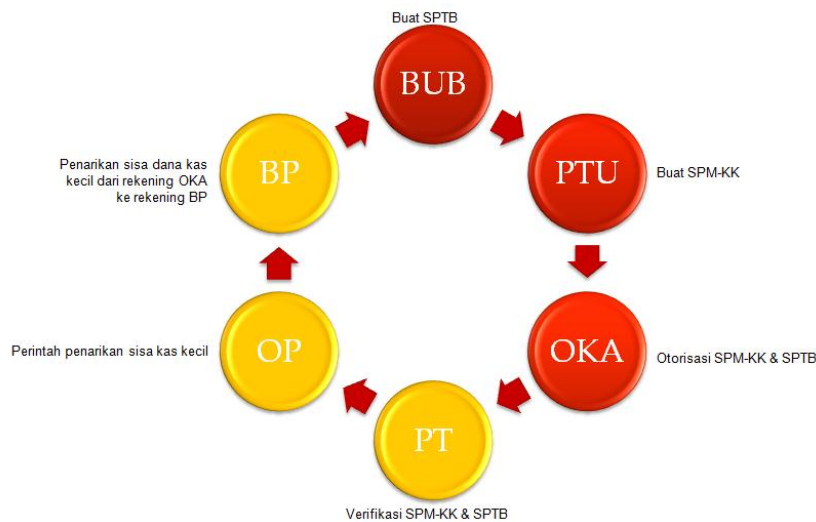 Buat SPTB
BUB
BP
Penarikan sisa dana kas
kecil dari rekening OKA
ke rekening BP
PTU
Buat SPM-KK
OP
Perintah penarikan sisa kas kecil
OKA
Otorisasi SPM-KK & SPTB
PT
Verifikasi SPM-KK & SPTB